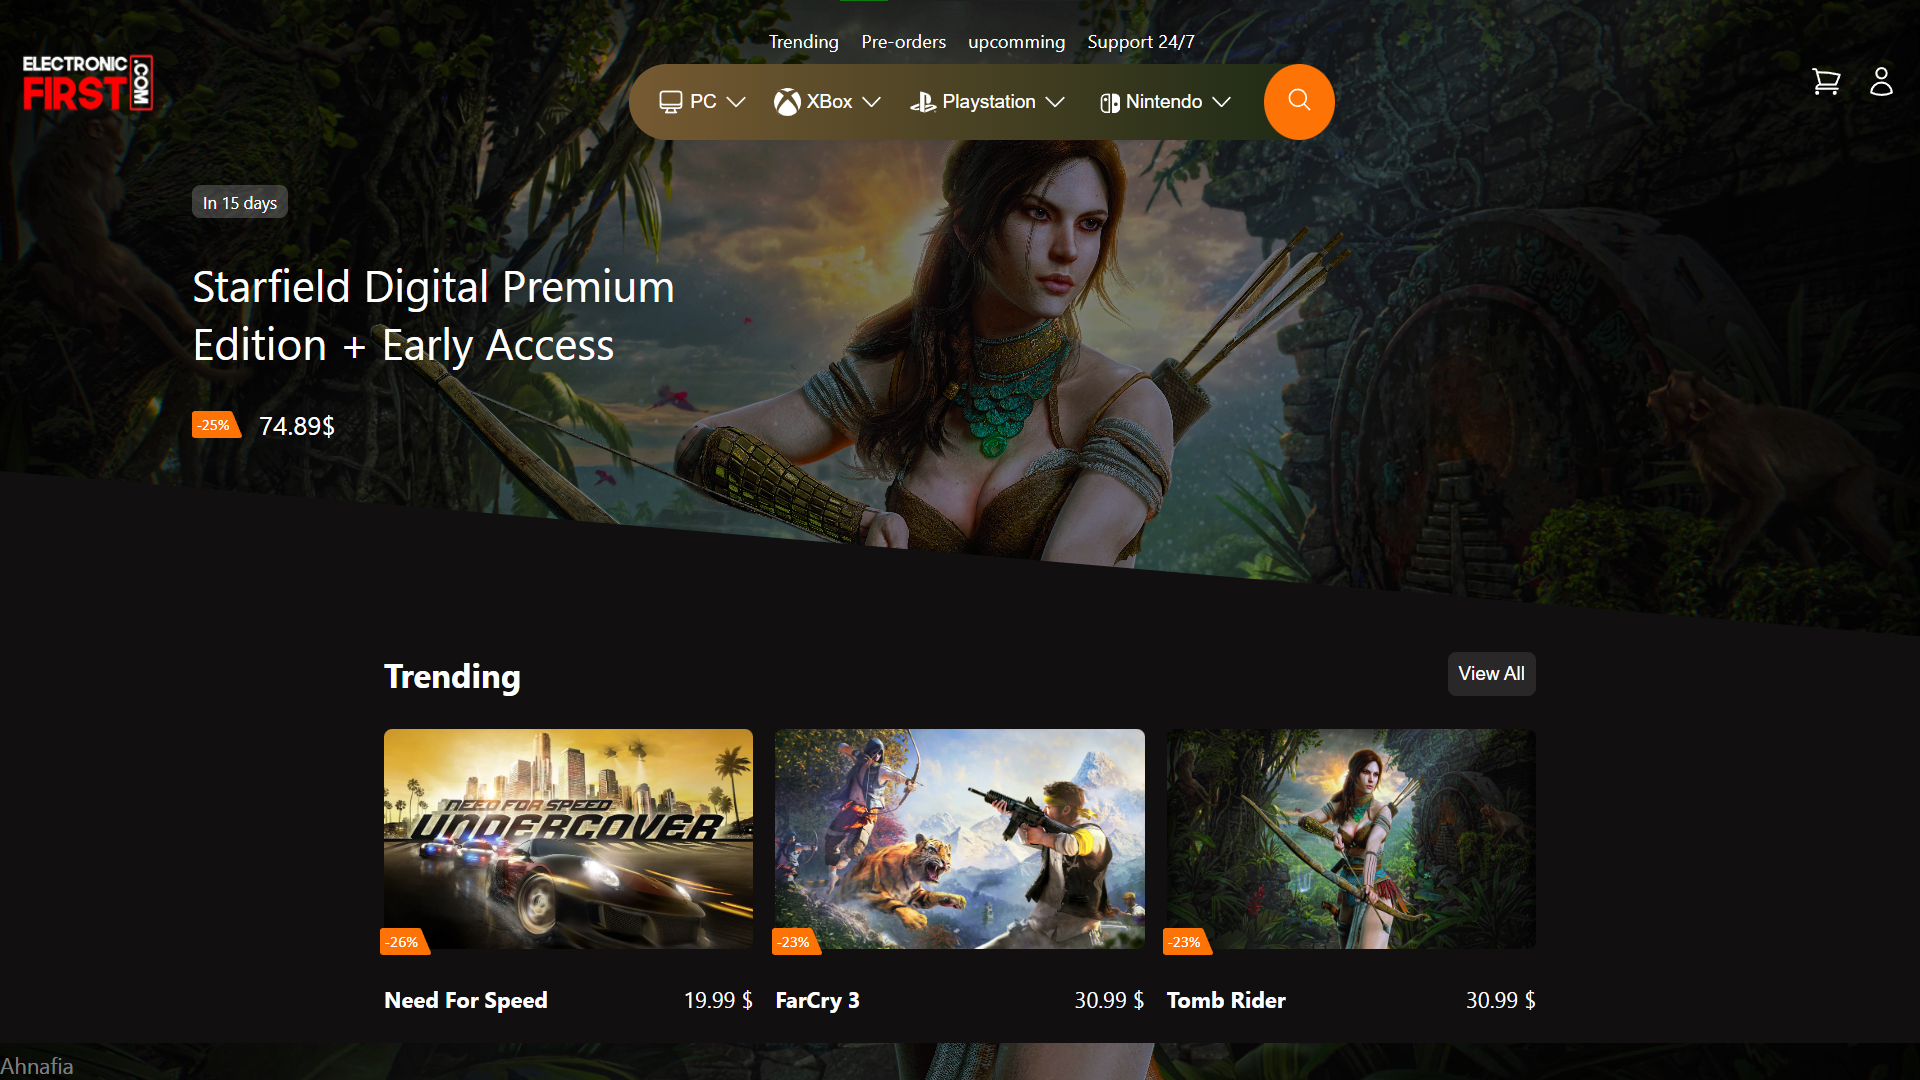 Trending Pre-orders upcomming Support 24/7
ELECTRONIC
FIRST
.COM
PC XBox Playstation Nintendo
In 15 days
Starfield Digital Premium
Edition + Early Access
-25% 74.89$
Trending View All
NEED FOR SPEED
UNDERCOVER
-26% -23% -23%
Need For Speed 19.99 $ FarCry 3 30.99 $ Tomb Rider 30.99 $
Ahnafia